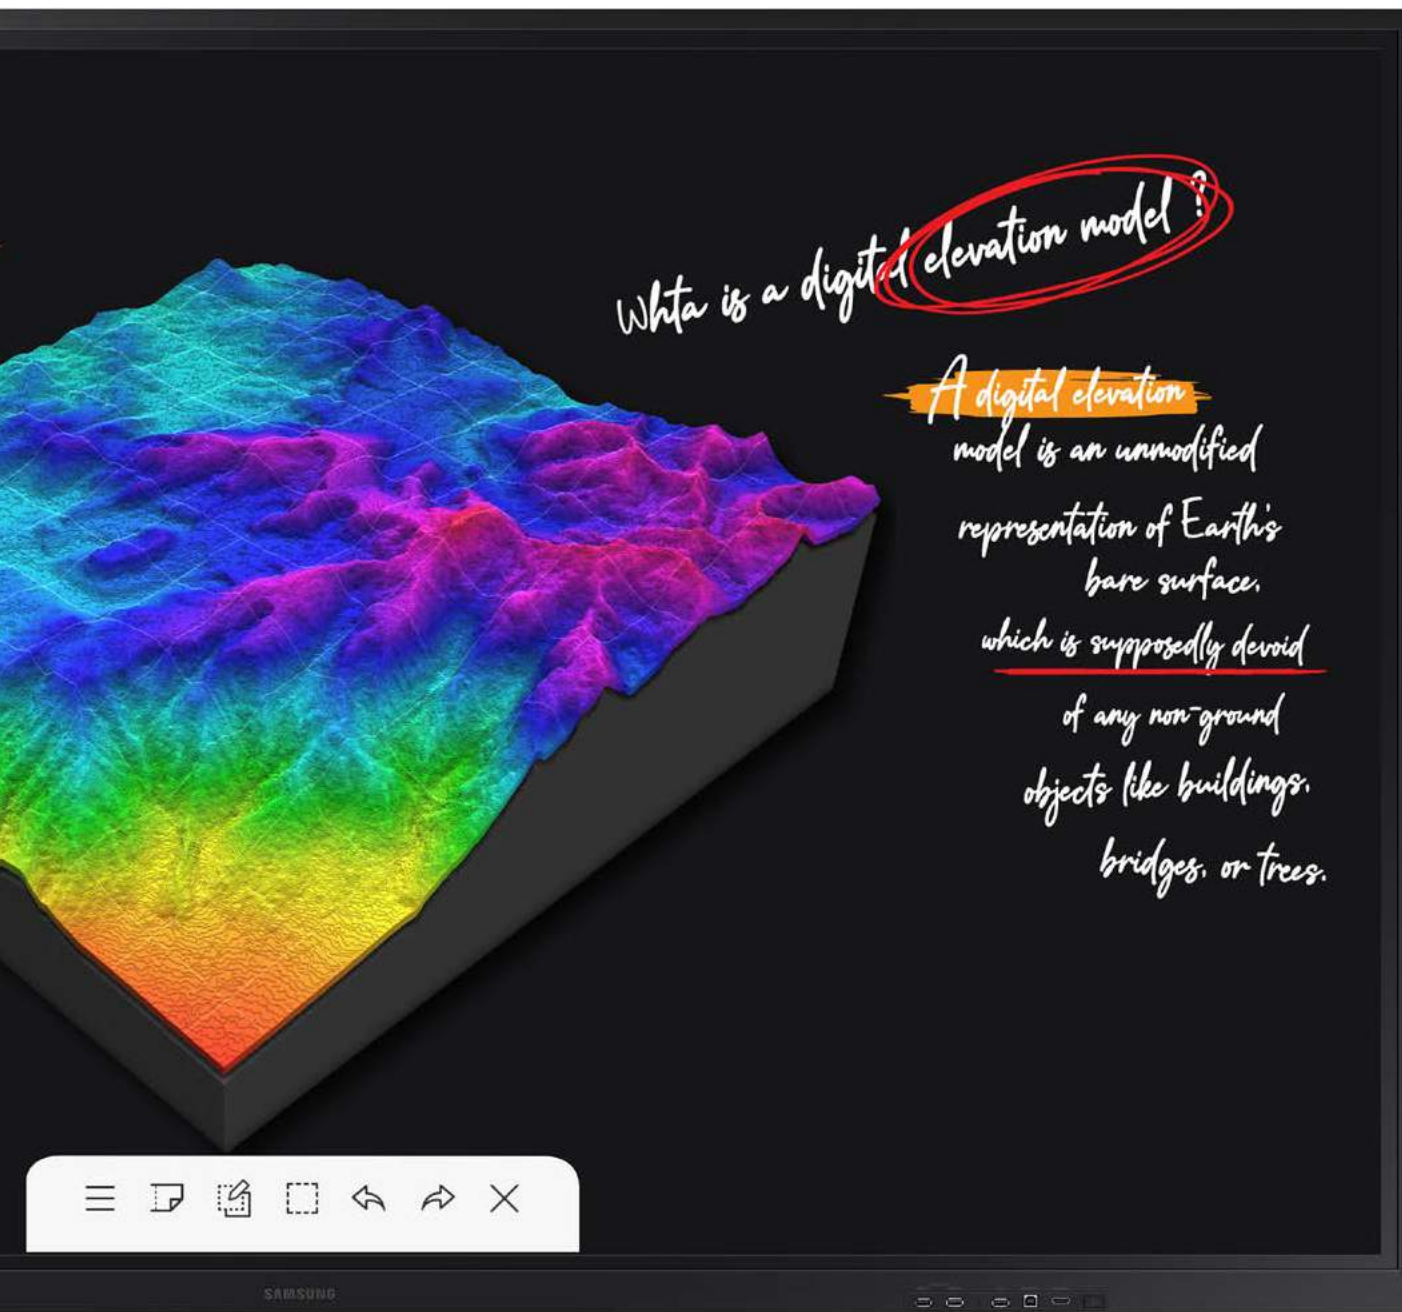 Whta is a digital elevation model ?
A digital elevation
model is an unmodified
representation of Earth's
bare surface,
which is supposedly devoid
of any non-ground
objects like buildings,
bridges, or trees.
SAMSUNG